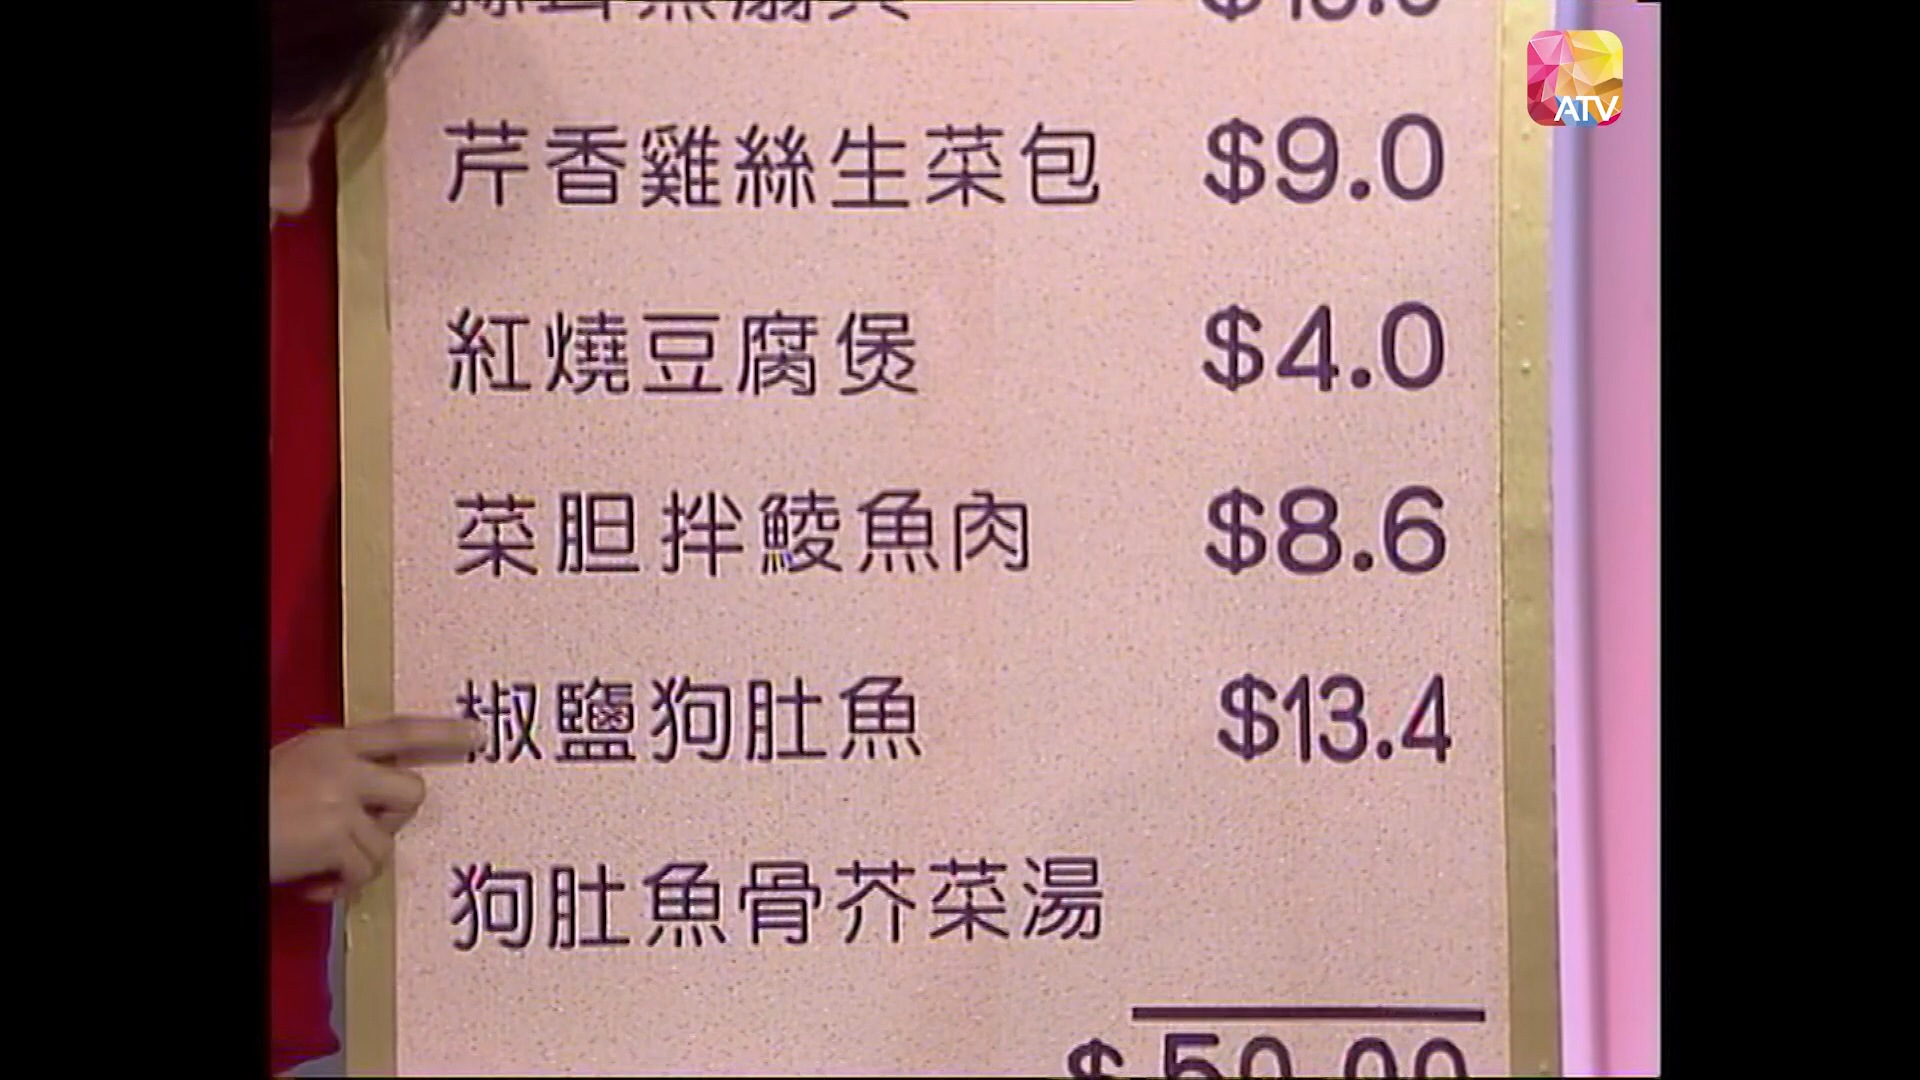 ATV
芹香雞絲生菜包 $9.0
紅燒豆腐煲 $4.0
菜胆拌鯪魚肉 $8.6
椒鹽狗肚魚 $13.4
狗肚魚骨芥菜湯
$50.00